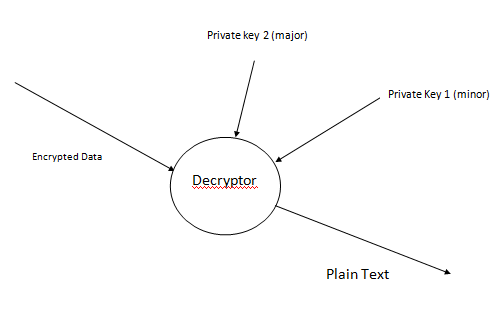 Private key 2 (major)
Private Key 1 (minor)
Encrypted Data
Decryptor
Plain Text